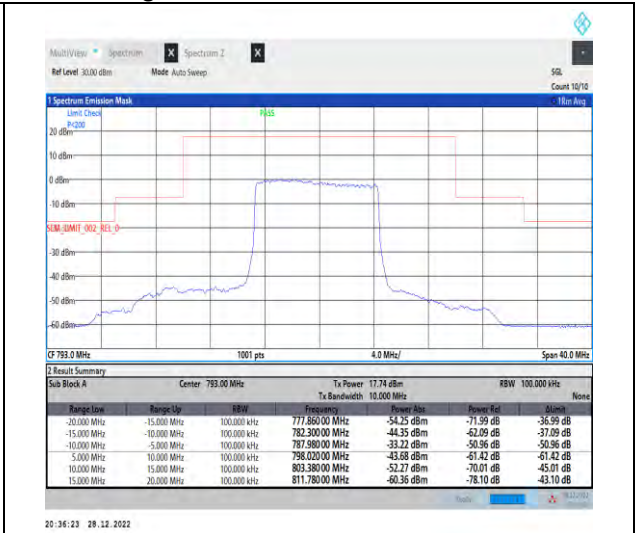 MultiView Spectrum X Spectrum 2 X
Ref Level 30.00 dBm Mode Auto Sweep SGL
Count 10/10
1 Spectrum Emission Mask 1Rm Avg
Limit Check PASS
P<200
20 dBm
10 dBm
0 dBm
-10 dBm
SEM_LIMIT_002_REL_0
-30 dBm
-40 dBm
-50 dBm
-60 dBm
CF 793.0 MHz 1001 pts 4.0 MHz/ Span 40.0 MHz
2 Result Summary
Sub Block A Center 793.00 MHz Tx Power 17.74 dBm RBW 100.000 kHz
Tx Bandwidth 10.000 MHz None
Range Low Range Up RBW Frequency Power Abs Power Rel ΔLimit
-20.000 MHz -15.000 MHz 100.000 kHz 777.86000 MHz -54.25 dBm -71.99 dB -36.99 dB
-15.000 MHz -10.000 MHz 100.000 kHz 782.30000 MHz -44.35 dBm -62.09 dB -37.09 dB
-10.000 MHz -5.000 MHz 100.000 kHz 787.98000 MHz -33.22 dBm -50.96 dB -50.96 dB
5.000 MHz 10.000 MHz 100.000 kHz 798.02000 MHz -43.68 dBm -61.42 dB -61.42 dB
10.000 MHz 15.000 MHz 100.000 kHz 803.38000 MHz -52.27 dBm -70.01 dB -45.01 dB
15.000 MHz 20.000 MHz 100.000 kHz 811.78000 MHz -60.36 dBm -78.10 dB -43.10 dB
20:36:23 28.12.2022